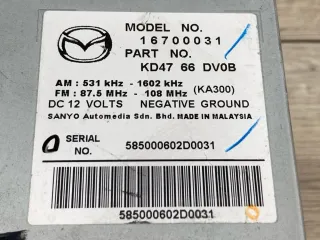 MODEL NO.
16700031
PART NO.
KD47 66 DV0B
AM : 531 kHz - 1602 kHz
FM : 87.5 MHz - 108 MHz (KA300)
DC 12 VOLTS NEGATIVE GROUND
SANYO Automedia Sdn. Bhd. MADE IN MALAYSIA
SERIAL
NO. 585000602D0031
585000602D0031